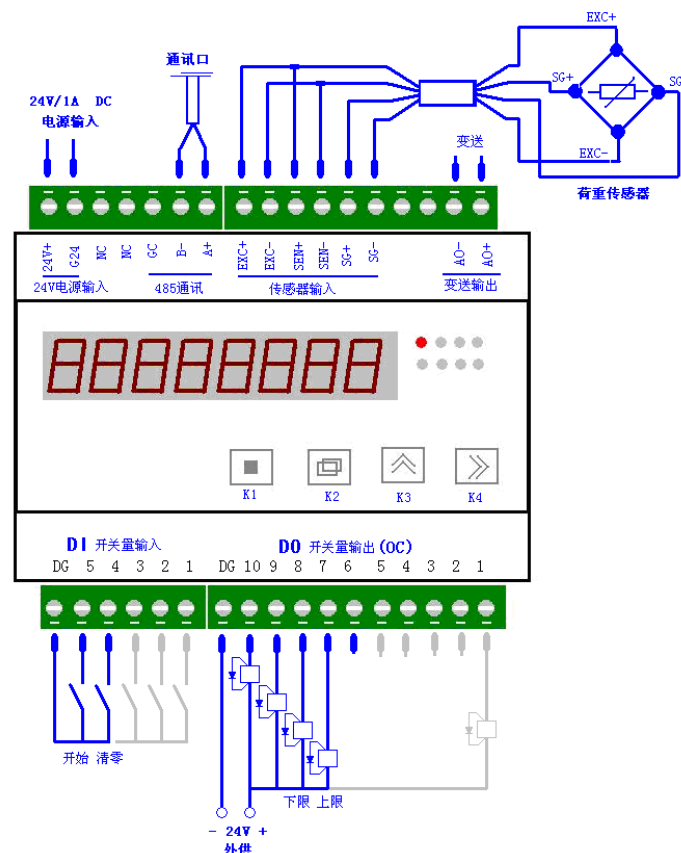 EXC+
通讯口
SG+
SG
24V/1A DC
电源输入
变送
EXC-
荷重传感器
24V+ G24 NC NC GC B- A+ EXC+ EXC- SEN+ SEN- SG+ SG- AO- AO+
24V电源输入 485通讯 传感器输入 变送输出
88888888
K1 K2 K3 K4
DI 开关量输入
DO 开关量输出(OC)
DG 5 4 3 2 1 DG 10 9 8 7 6 5 4 3 2 1
开始 清零
下限 上限
- 24V +
外供